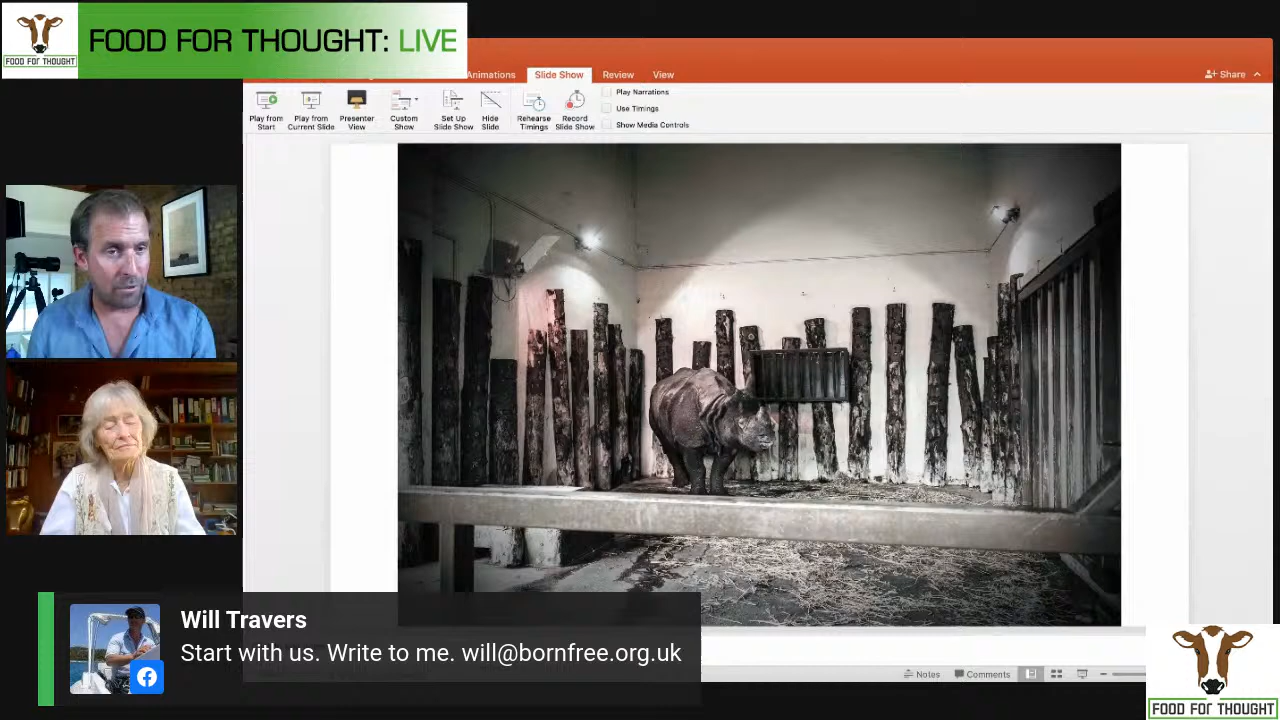 FOOD FOR THOUGHT
FOOD FOR THOUGHT: LIVE
Animations
Slide Show
Review
View
Share
Play from
Start
Play from
Current Slide
Presenter
View
Custom
Show
Set Up
Slide Show
Hide
Slide
Rehearse
Timings
Record
Slide Show
Play Narrations
Use Timings
Show Media Controls
Will Travers
Start with us. Write to me. will@bornfree.org.uk
Notes
Comments
FOOD FOR THOUGHT